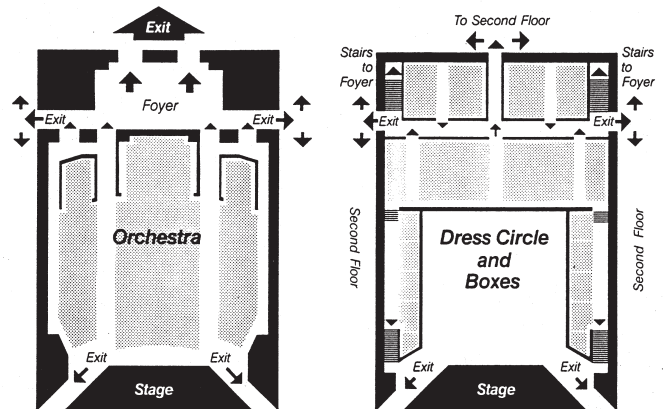 Exit
Foyer
Exit
Exit
Orchestra
Exit
Exit
Stage
To Second Floor
Stairs
to
Foyer
Stairs
to
Foyer
Exit
Exit
Second Floor
Dress Circle
and
Boxes
Second Floor
Exit
Exit
Stage